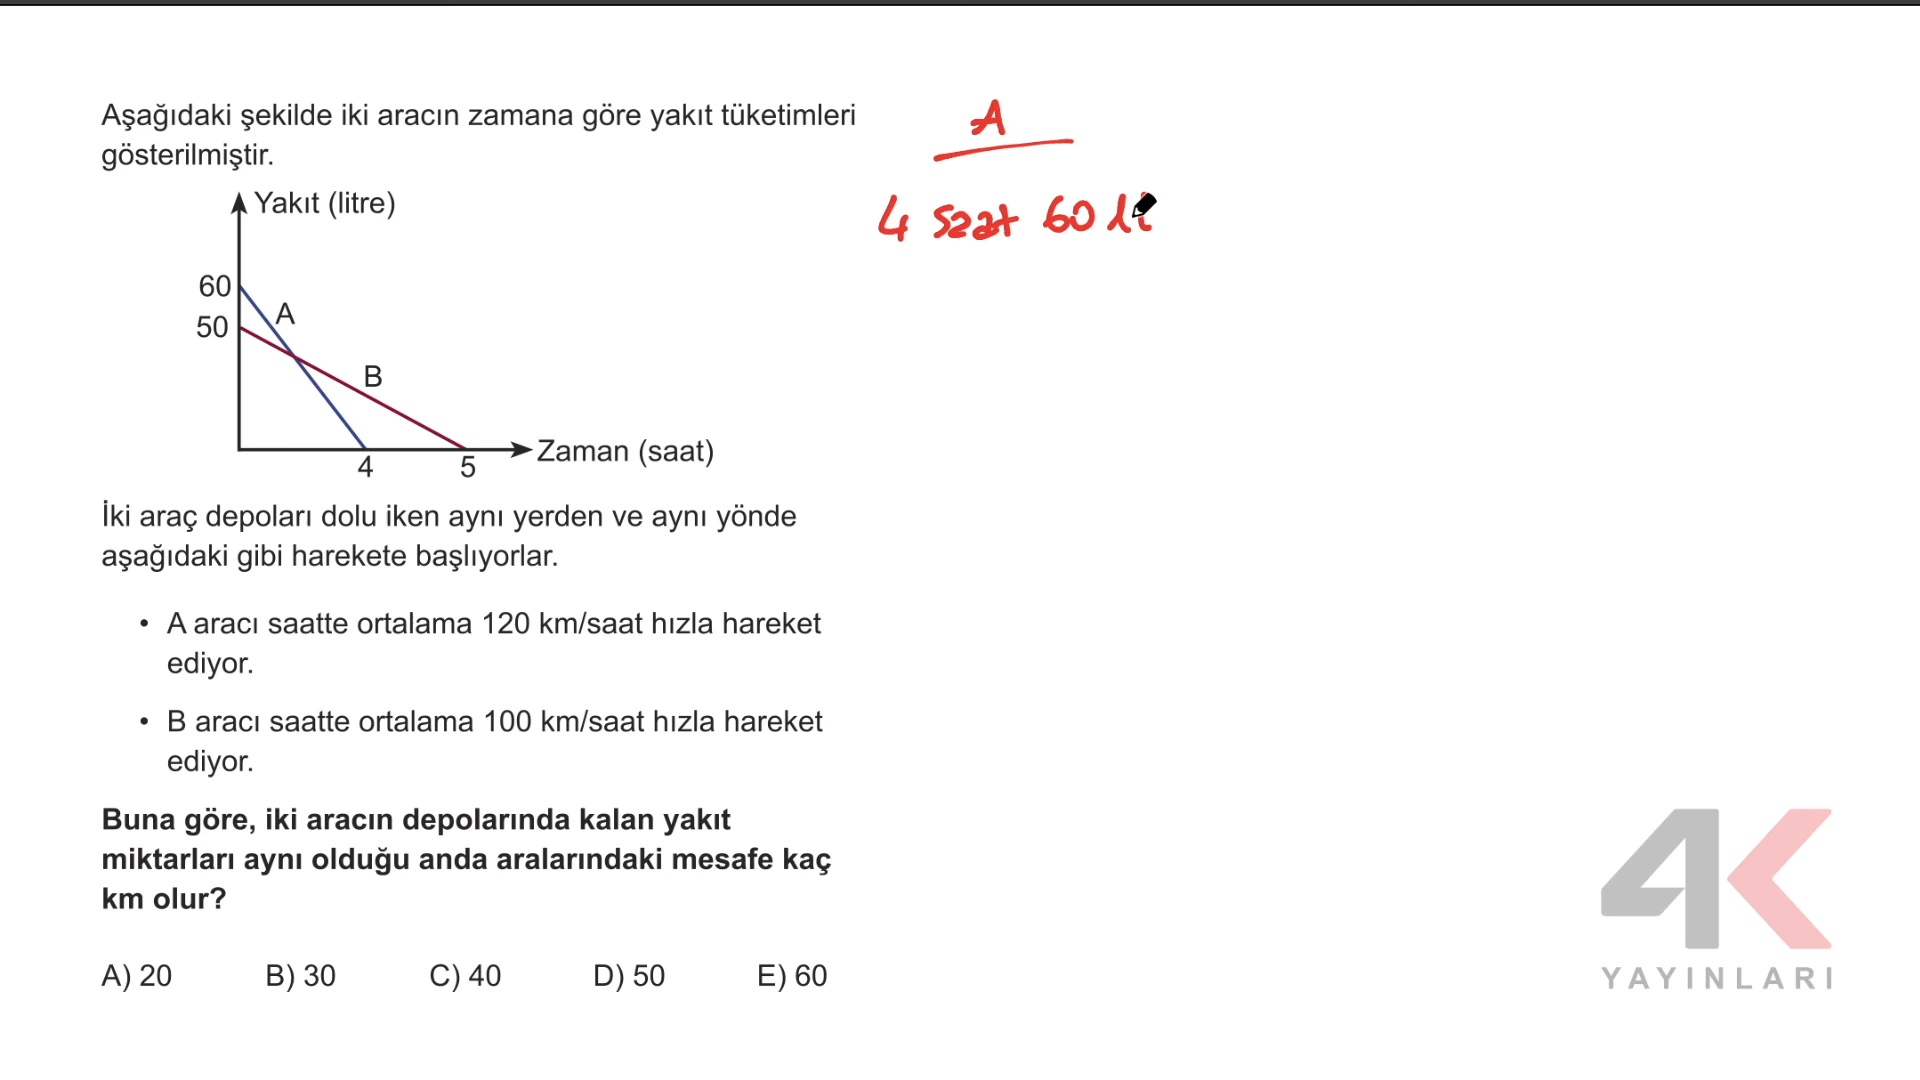 Aşağıdaki şekilde iki aracın zamana göre yakıt tüketimleri
gösterilmiştir.
A
4 saat 60 lt
Yakıt (litre)
60
A
50
B
Zaman (saat)
4
5
İki araç depoları dolu iken aynı yerden ve aynı yönde
aşağıdaki gibi harekete başlıyorlar.
• A aracı saatte ortalama 120 km/saat hızla hareket
ediyor.
• B aracı saatte ortalama 100 km/saat hızla hareket
ediyor.
Buna göre, iki aracın depolarında kalan yakıt
miktarları aynı olduğu anda aralarındaki mesafe kaç
km olur?
A) 20 B) 30 C) 40 D) 50 E) 60
4K
YAYINLARI